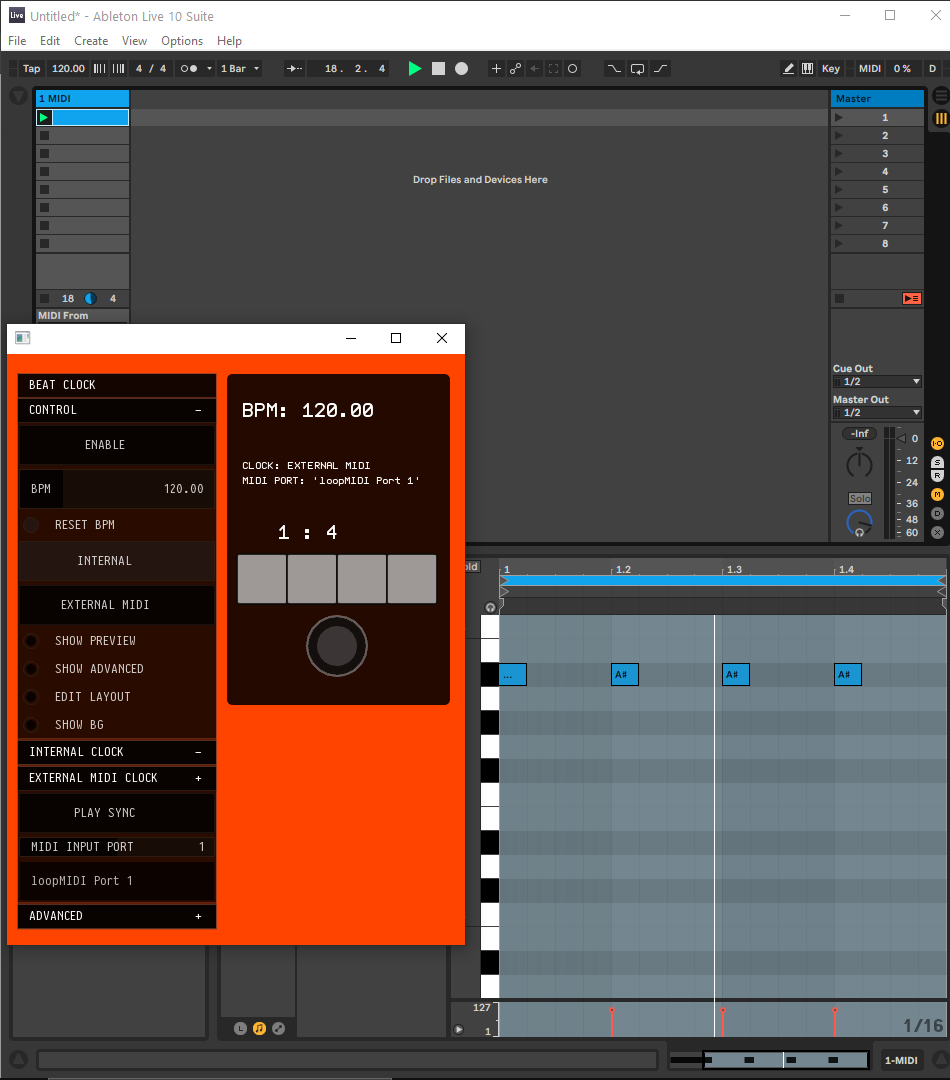 Live Untitled* - Ableton Live 10 Suite
File Edit Create View Options Help
Tap 120.00 4 / 4 1 Bar 18. 2. 4 Key MIDI 0 % D
1 MIDI
Master
1
2
3
4
5
6
7
8
Drop Files and Devices Here
18 4
MIDI From
Cue Out
1/2
Master Out
1/2
-Inf
0
12
24
36
48
60
Solo
I-O
S
R
M
D
X
BEAT CLOCK
CONTROL -
ENABLE
BPM 120.00
RESET BPM
INTERNAL
EXTERNAL MIDI
SHOW PREVIEW
SHOW ADVANCED
EDIT LAYOUT
SHOW BG
INTERNAL CLOCK -
EXTERNAL MIDI CLOCK +
PLAY SYNC
MIDI INPUT PORT 1
loopMIDI Port 1
ADVANCED +
BPM: 120.00
CLOCK: EXTERNAL MIDI
MIDI PORT: 'loopMIDI Port 1'
1 : 4
old
1 1.2 1.3 1.4
... A# A# A#
127
1
1/16
L
1-MIDI